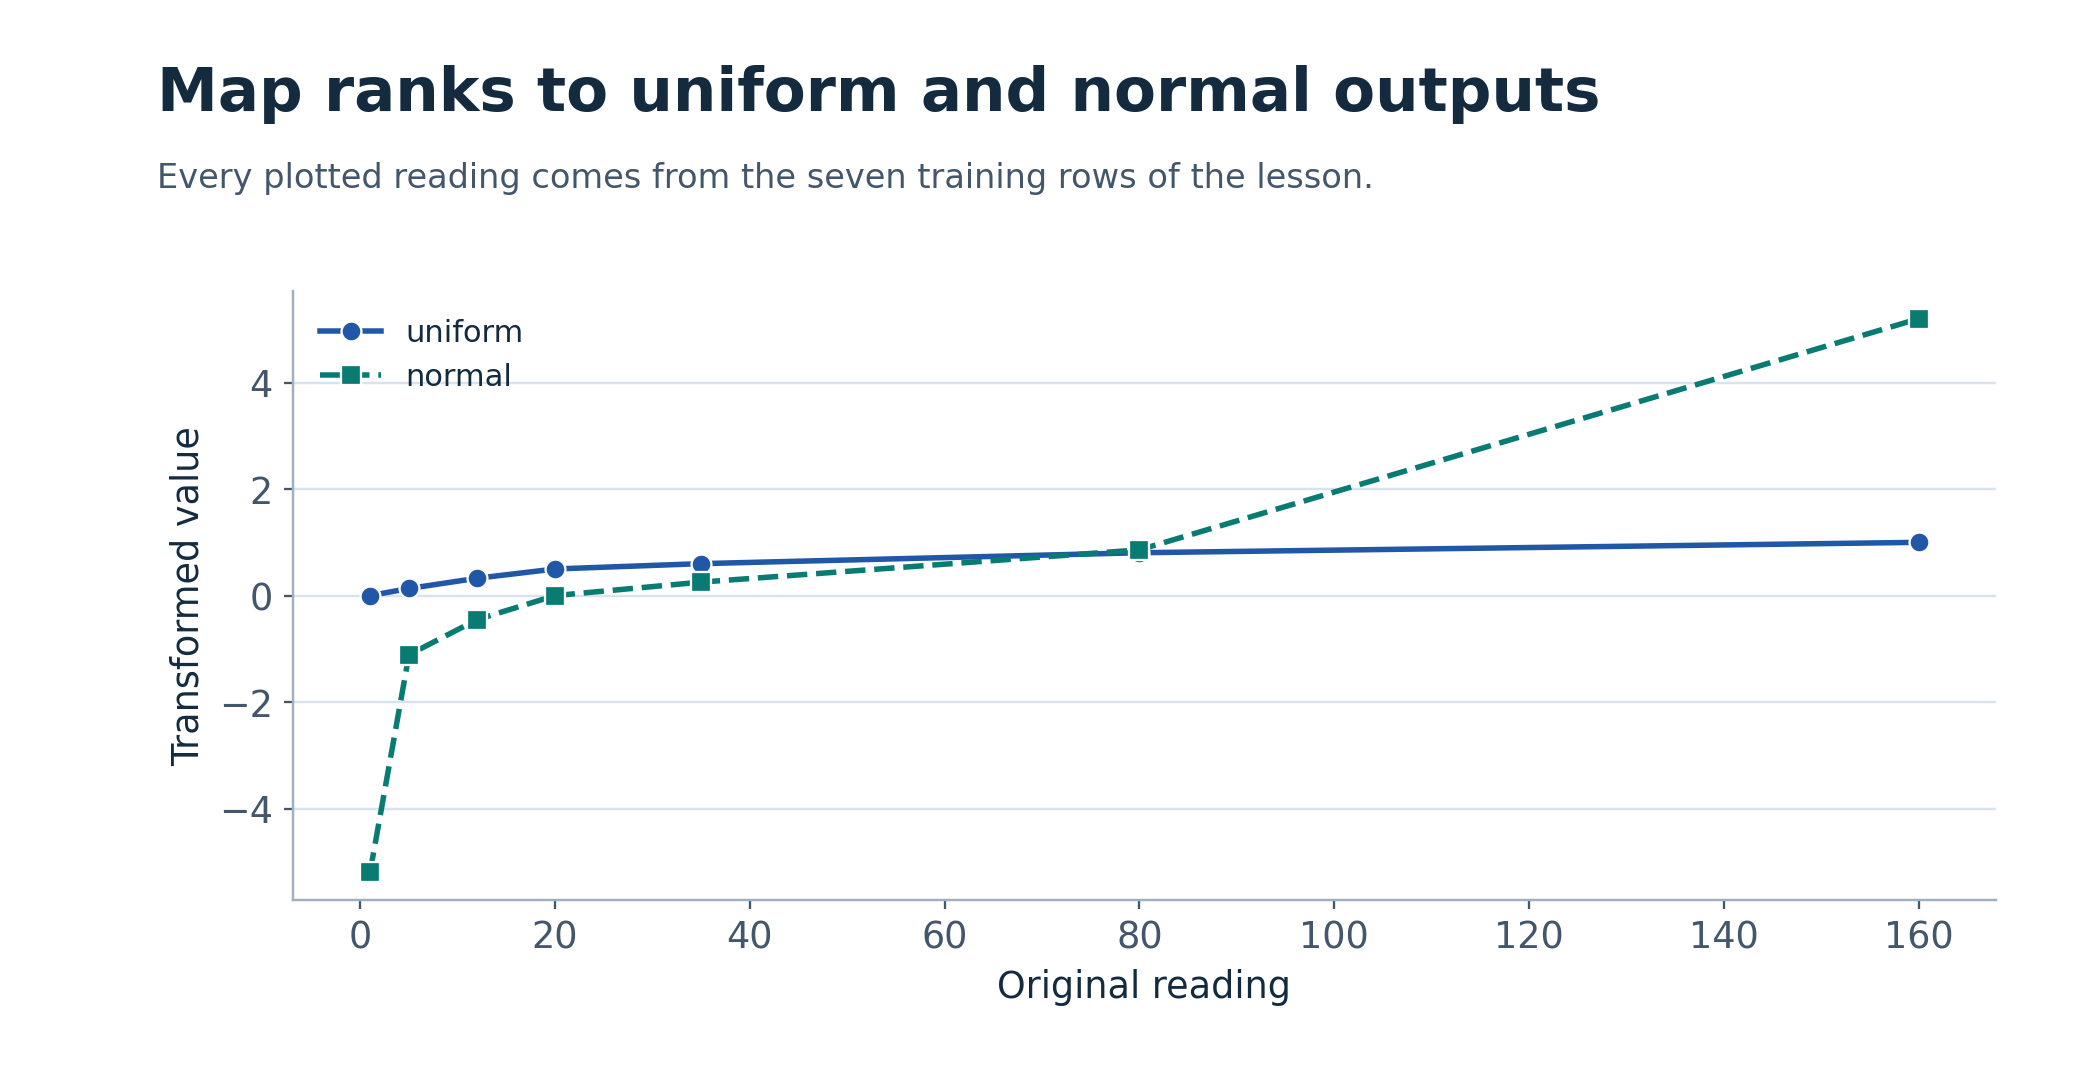 Map ranks to uniform and normal outputs
Every plotted reading comes from the seven training rows of the lesson.
uniform
normal
Transformed value
4
2
0
−2
−4
0 20 40 60 80 100 120 140 160
Original reading